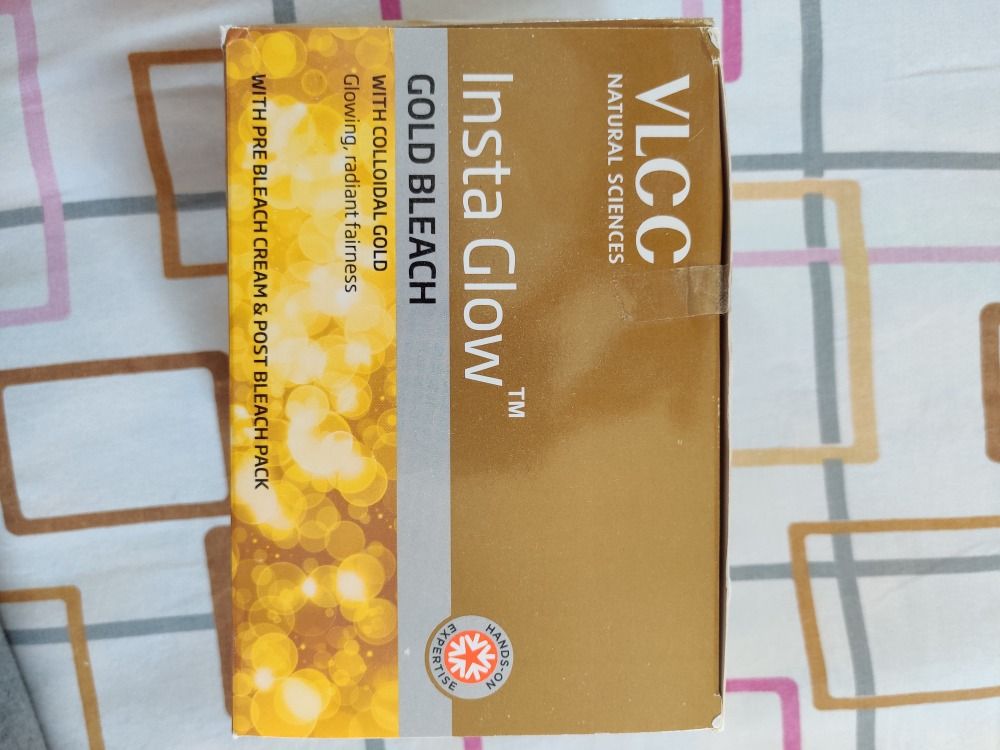 VLCC
NATURAL SCIENCES
Insta Glow™
GOLD BLEACH
WITH COLLOIDAL GOLD
Glowing, radiant fairness
WITH PRE BLEACH CREAM & POST BLEACH PACK
HANDS-ON
EXPERTISE